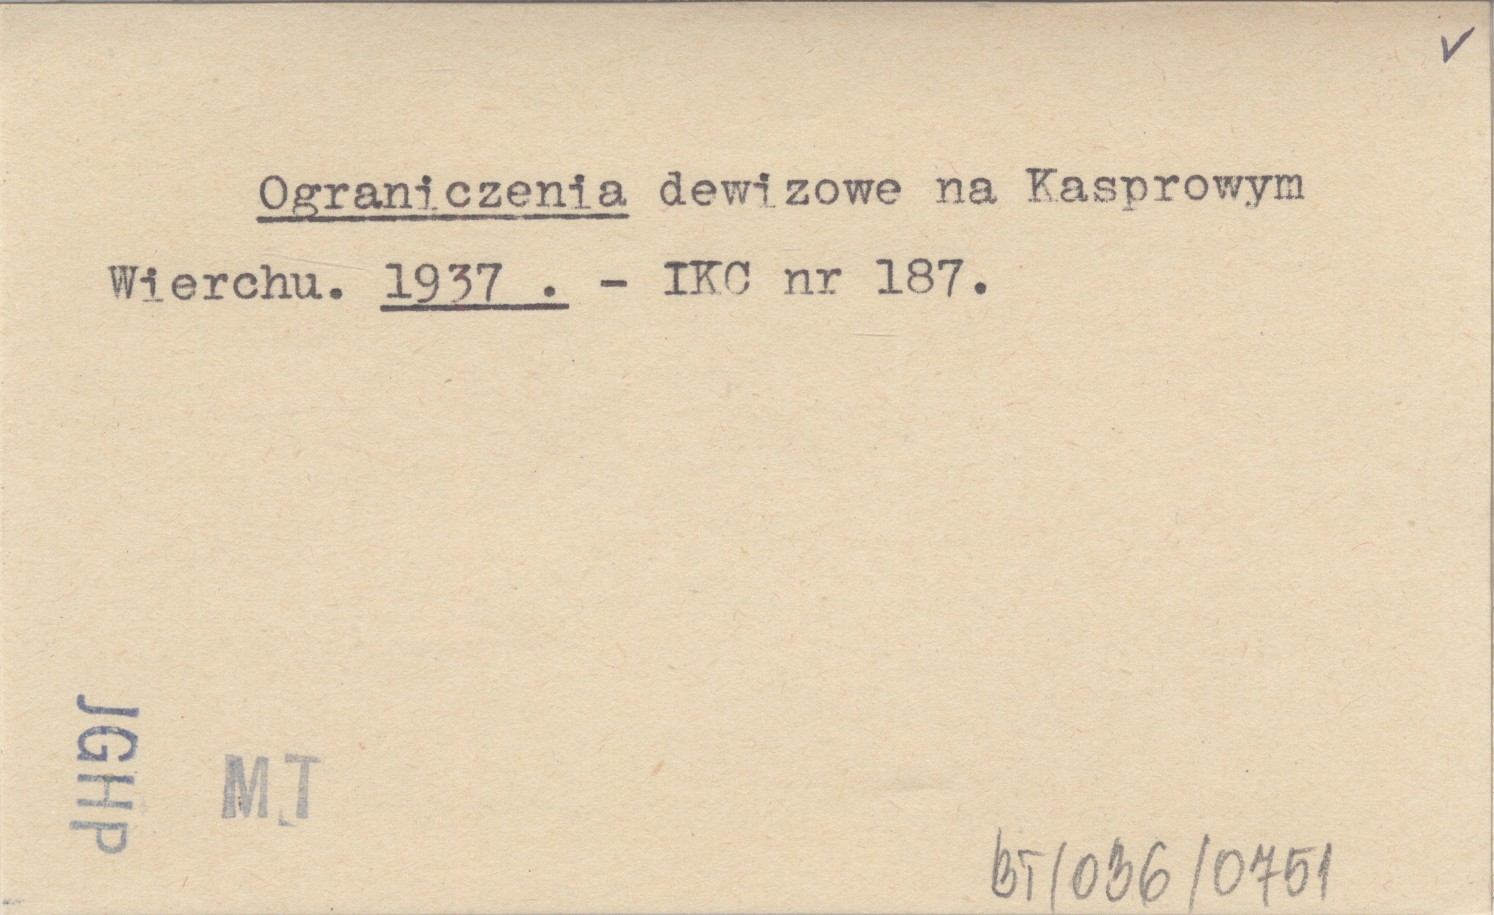 ✓
Ograniczenia dewizowe na Kasprowym
Wierchu. 1937 . - IKC nr 187.
JGHP
MT
BT/036/0751